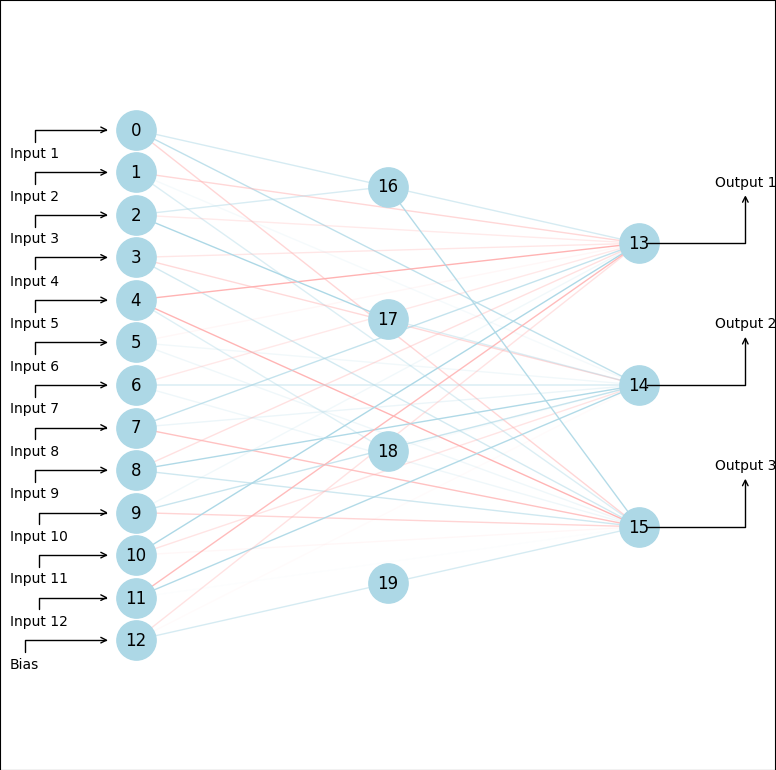 0
Input 1
1
Input 2
2
Input 3
3
Input 4
4
Input 5
5
Input 6
6
Input 7
7
Input 8
8
Input 9
9
Input 10
10
Input 11
11
Input 12
12
Bias
16
17
18
19
Output 1
13
Output 2
14
Output 3
15